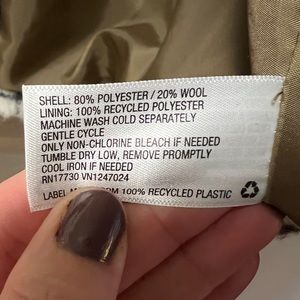 SHELL: 80% POLYESTER / 20% WOOL
LINING: 100% RECYCLED POLYESTER
MACHINE WASH COLD SEPARATELY
GENTLE CYCLE
ONLY NON-CHLORINE BLEACH IF NEEDED
TUMBLE DRY LOW, REMOVE PROMPTLY
COOL IRON IF NEEDED
RN17730 VN1247024
LABEL 100% RECYCLED PLASTIC